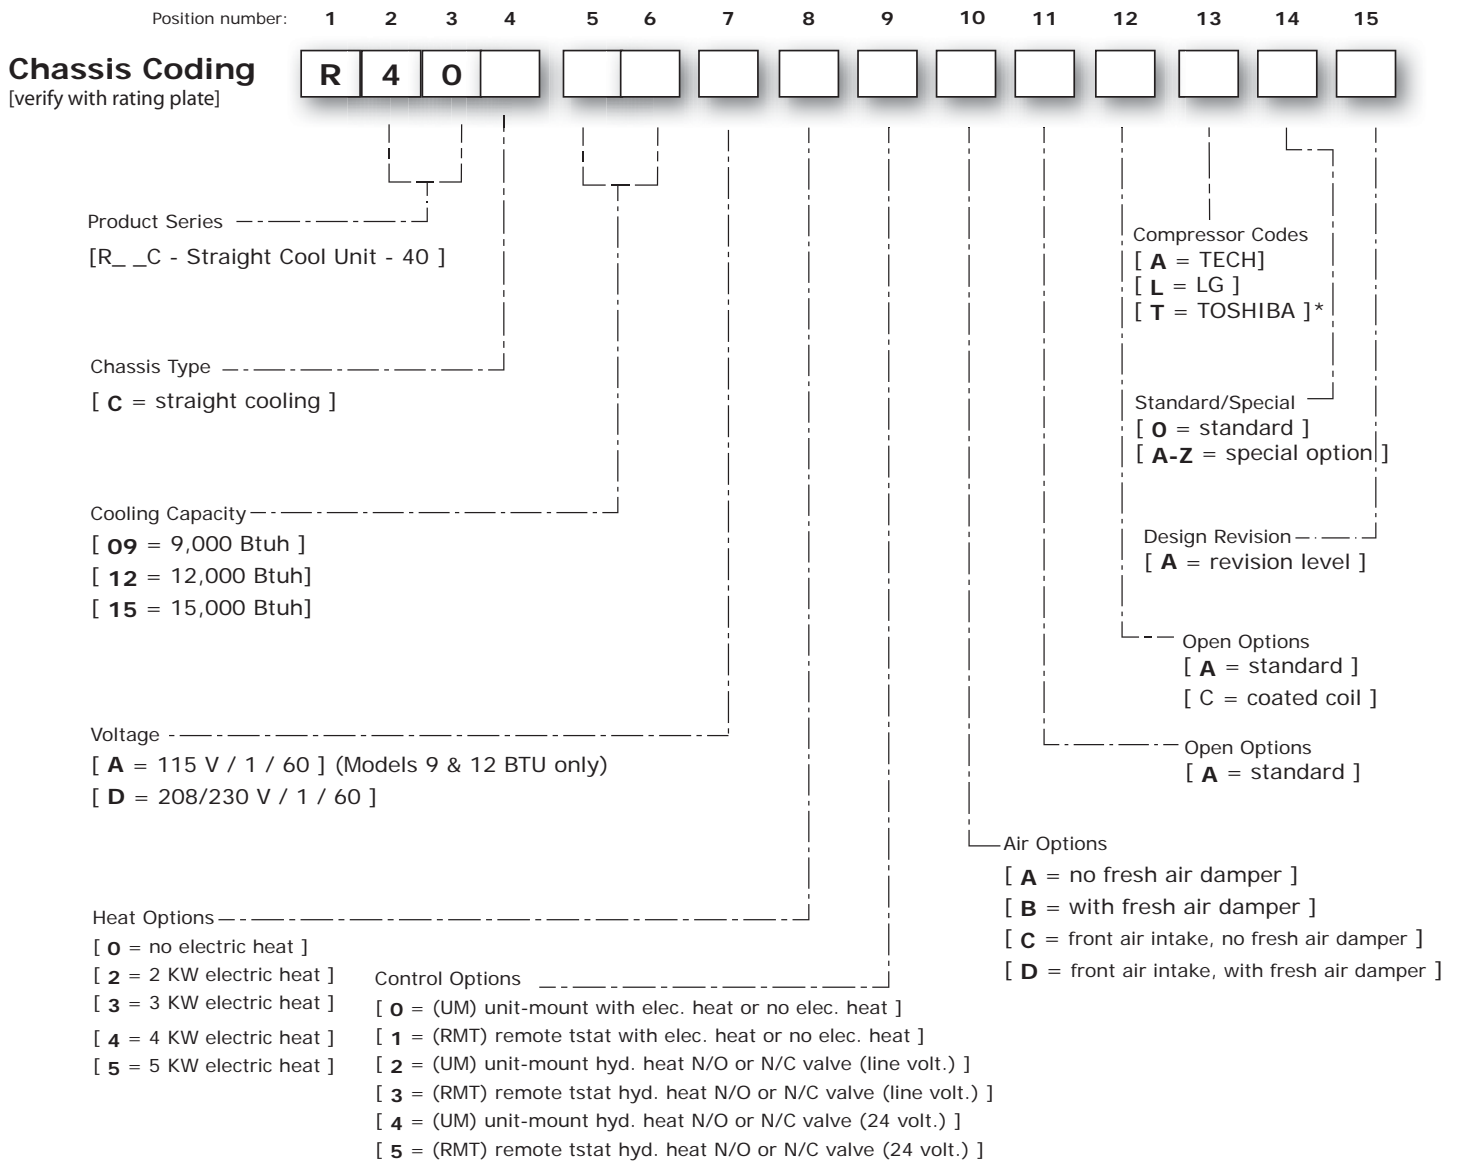 Position number: 1 2 3 4 5 6 7 8 9 10 11 12 13 14 15
Chassis Coding
[verify with rating plate]
R 4 0
Product Series
[R_ _C - Straight Cool Unit - 40 ]
Chassis Type
[ C = straight cooling ]
Cooling Capacity
[ 09 = 9,000 Btuh ]
[ 12 = 12,000 Btuh]
[ 15 = 15,000 Btuh]
Voltage
[ A = 115 V / 1 / 60 ] (Models 9 & 12 BTU only)
[ D = 208/230 V / 1 / 60 ]
Heat Options
[ 0 = no electric heat ]
[ 2 = 2 KW electric heat ]
[ 3 = 3 KW electric heat ]
[ 4 = 4 KW electric heat ]
[ 5 = 5 KW electric heat ]
Control Options
[ 0 = (UM) unit-mount with elec. heat or no elec. heat ]
[ 1 = (RMT) remote tstat with elec. heat or no elec. heat ]
[ 2 = (UM) unit-mount hyd. heat N/O or N/C valve (line volt.) ]
[ 3 = (RMT) remote tstat hyd. heat N/O or N/C valve (line volt.) ]
[ 4 = (UM) unit-mount hyd. heat N/O or N/C valve (24 volt.) ]
[ 5 = (RMT) remote tstat hyd. heat N/O or N/C valve (24 volt.) ]
Air Options
[ A = no fresh air damper ]
[ B = with fresh air damper ]
[ C = front air intake, no fresh air damper ]
[ D = front air intake, with fresh air damper ]
Open Options
[ A = standard ]
Open Options
[ A = standard ]
[ C = coated coil ]
Compressor Codes
[ A = TECH]
[ L = LG ]
[ T = TOSHIBA ]*
Standard/Special
[ 0 = standard ]
[ A-Z = special option ]
Design Revision
[ A = revision level ]